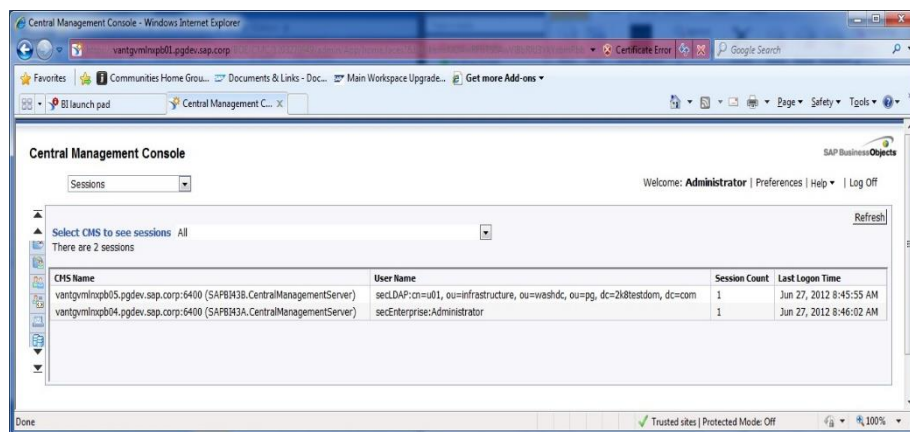 Central Management Console - Windows Internet Explorer
vantgvmlnxpb01.pgdev.sap.corp
Certificate Error
Google Search
Favorites
Communities Home Grou...
Documents & Links - Doc...
Main Workspace Upgrade...
Get more Add-ons
BI launch pad
Central Management C... X
Page
Safety
Tools
Central Management Console
SAP BusinessObjects
Sessions
Welcome: Administrator | Preferences | Help | Log Off
Refresh
Select CMS to see sessions All
There are 2 sessions
CMS Name User Name Session Count Last Logon Time
vantgvmlnxpb05.pgdev.sap.corp:6400 (SAPBI43B.CentralManagementServer) secLDAP:cn=u01, ou=infrastructure, ou=washdc, ou=pg, dc=2k8testdom, dc=com 1 Jun 27, 2012 8:45:55 AM
vantgvmlnxpb04.pgdev.sap.corp:6400 (SAPBI43A.CentralManagementServer) secEnterprise:Administrator 1 Jun 27, 2012 8:46:02 AM
Done
Trusted sites | Protected Mode: Off
100%